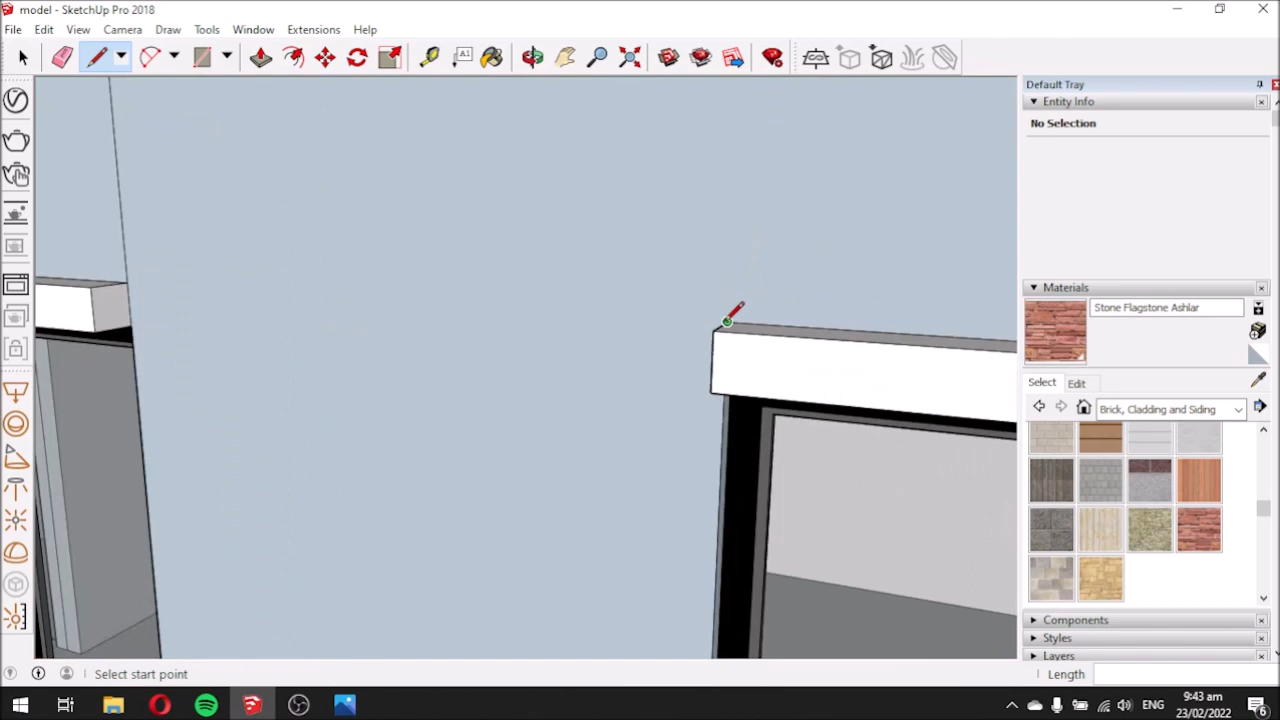 model - SketchUp Pro 2018
File Edit View Camera Draw Tools Window Extensions Help
A1
Default Tray
Entity Info
No Selection
Materials
Stone Flagstone Ashlar
Select Edit
Brick, Cladding and Siding
Components
Styles
Layers
Select start point
Length
ENG
9:43 am
23/02/2022
6